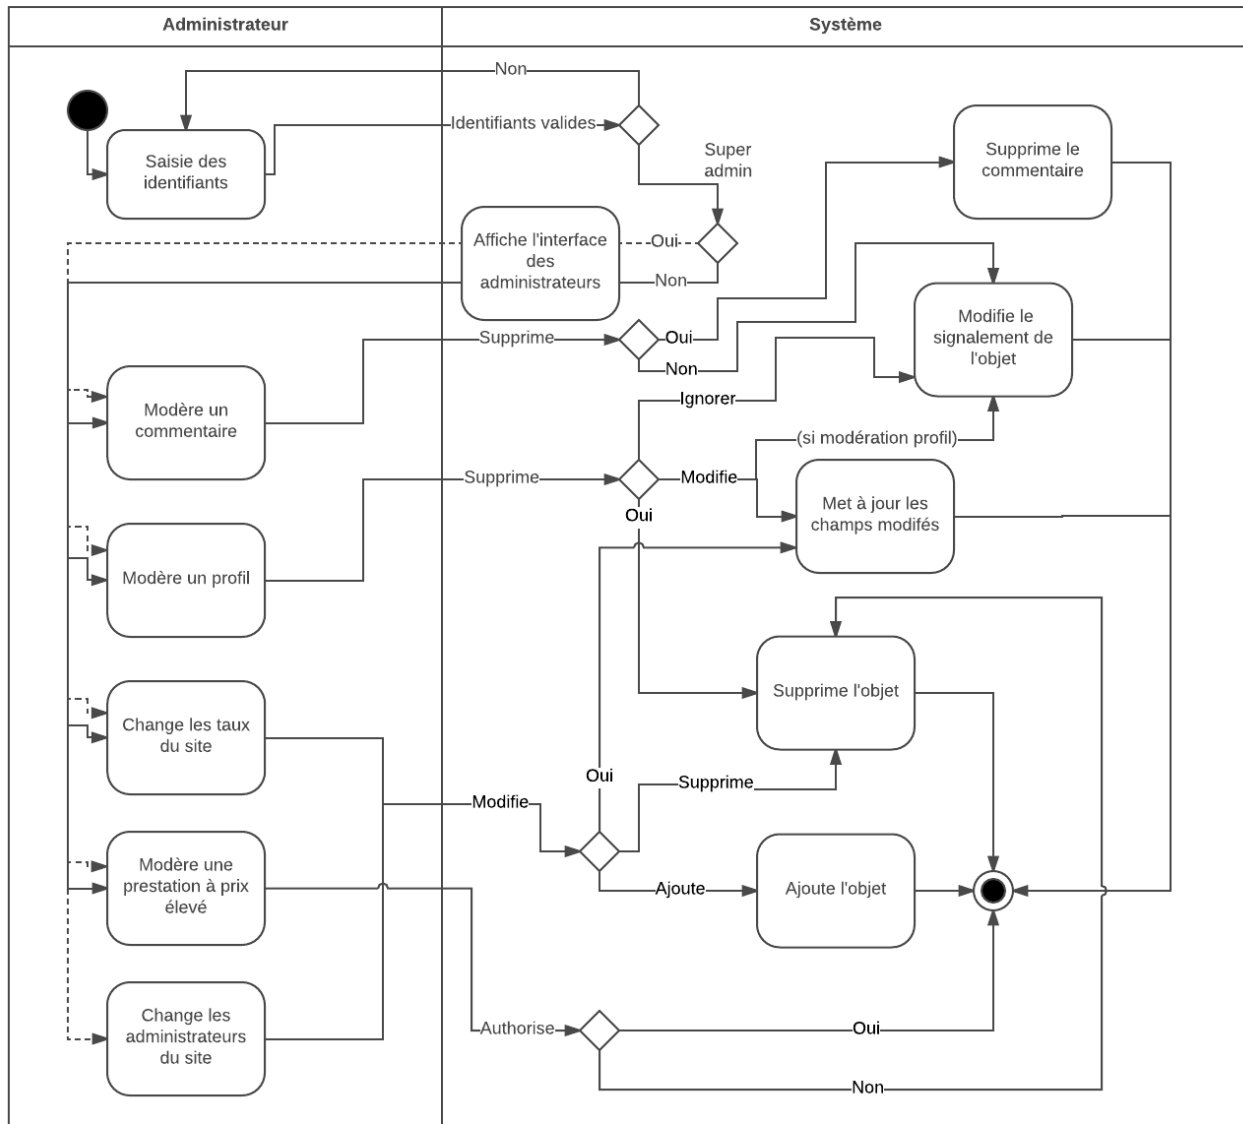 Administrateur
Système
Non
Identifiants valides
Saisie des
identifiants
Super
admin
Supprime le
commentaire
Affiche l'interface
des
administrateurs
Oui
Non
Modifie le
signalement de
l'objet
Supprime
Oui
Non
Ignorer
Modère un
commentaire
(si modération profil)
Supprime
Modifie
Oui
Met à jour les
champs modifés
Modère un profil
Supprime l'objet
Change les taux
du site
Oui
Supprime
Modifie
Modère une
prestation à prix
élevé
Ajoute
Ajoute l'objet
Change les
administrateurs
du site
Authorise
Oui
Non